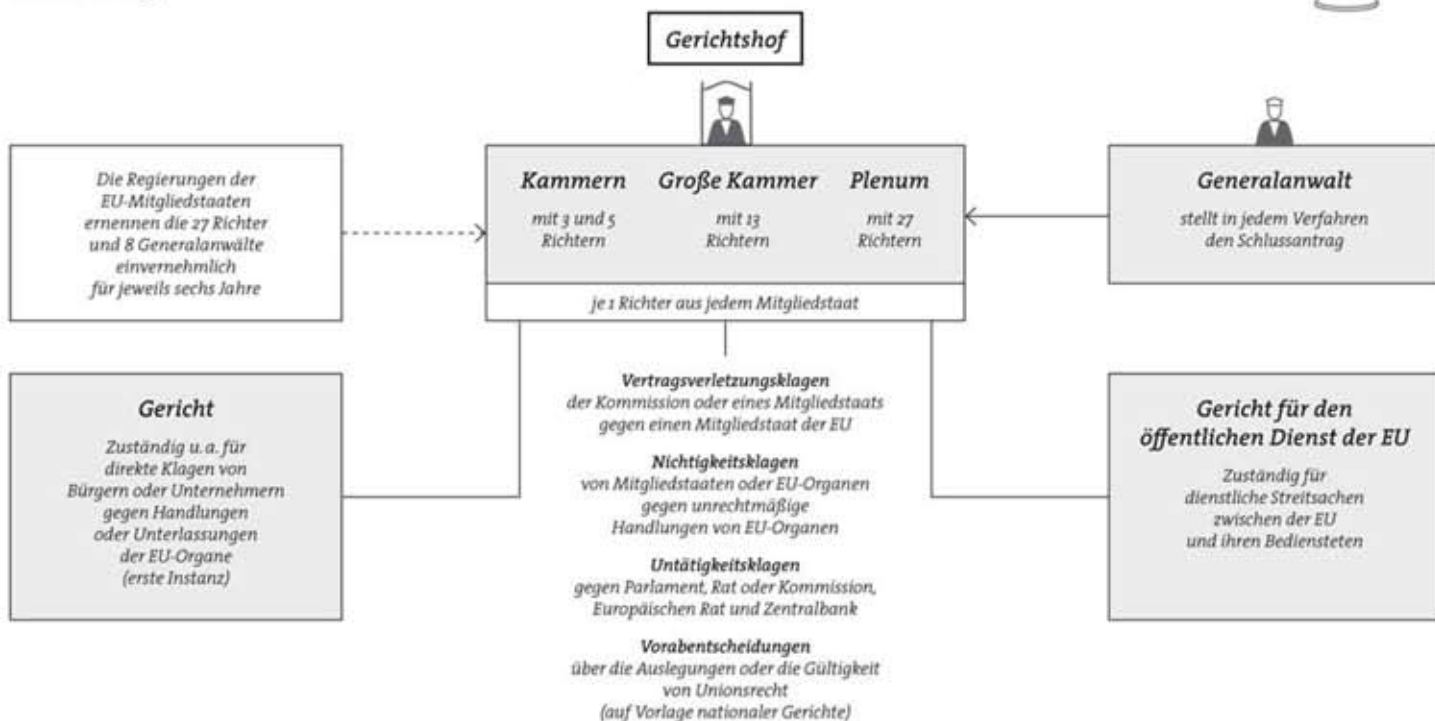 Gerichtshof
Die Regierungen der
EU-Mitgliedstaaten
ernennen die 27 Richter
und 8 Generalanwälte
einvernehmlich
für jeweils sechs Jahre
Kammern
mit 3 und 5
Richtern
Große Kammer
mit 13
Richtern
Plenum
mit 27
Richtern
je 1 Richter aus jedem Mitgliedstaat
Generalanwalt
stellt in jedem Verfahren
den Schlussantrag
Gericht
Zuständig u. a. für
direkte Klagen von
Bürgern oder Unternehmern
gegen Handlungen
oder Unterlassungen
der EU-Organe
(erste Instanz)
Vertragsverletzungsklagen
der Kommission oder eines Mitgliedstaats
gegen einen Mitgliedstaat der EU
Nichtigkeitsklagen
von Mitgliedstaaten oder EU-Organen
gegen unrechtmäßige
Handlungen von EU-Organen
Untätigkeitsklagen
gegen Parlament, Rat oder Kommission,
Europäischen Rat und Zentralbank
Vorabentscheidungen
über die Auslegungen oder die Gültigkeit
von Unionsrecht
(auf Vorlage nationaler Gerichte)
Gericht für den
öffentlichen Dienst der EU
Zuständig für
dienstliche Streitsachen
zwischen der EU
und ihren Bediensteten